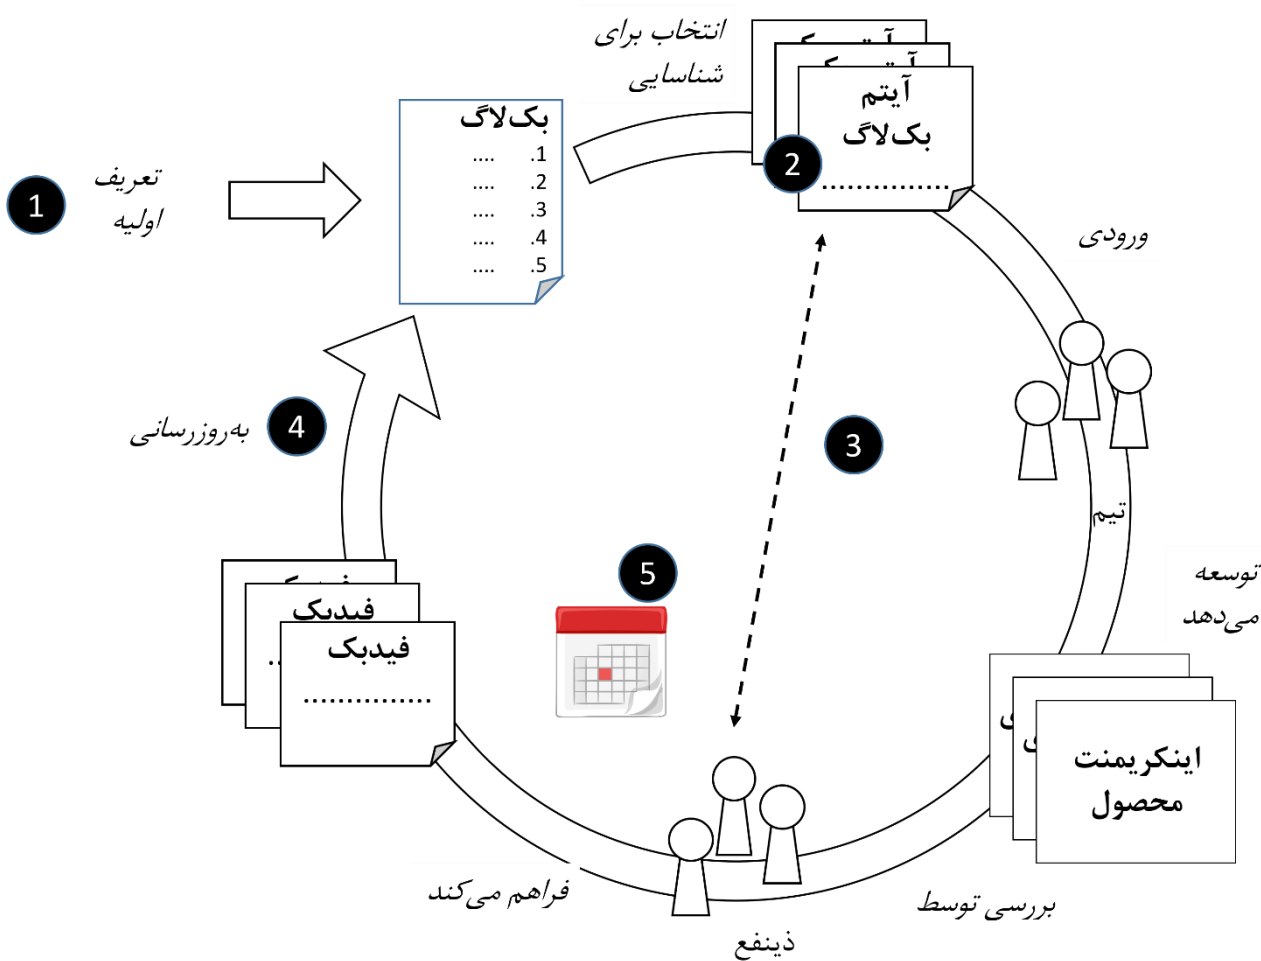 انتخاب برای
شناسایی
آیتم
بک‌لاگ
................
2
بک‌لاگ
1. ....
2. ....
3. ....
4. ....
5. ....
1
تعریف
اولیه
ورودی
تیم
3
4
به‌روزرسانی
5
توسعه
می‌دهد
فیدبک
فیدبک
................
اینکریمنت
محصول
فراهم می‌کند
بررسی توسط
ذینفع